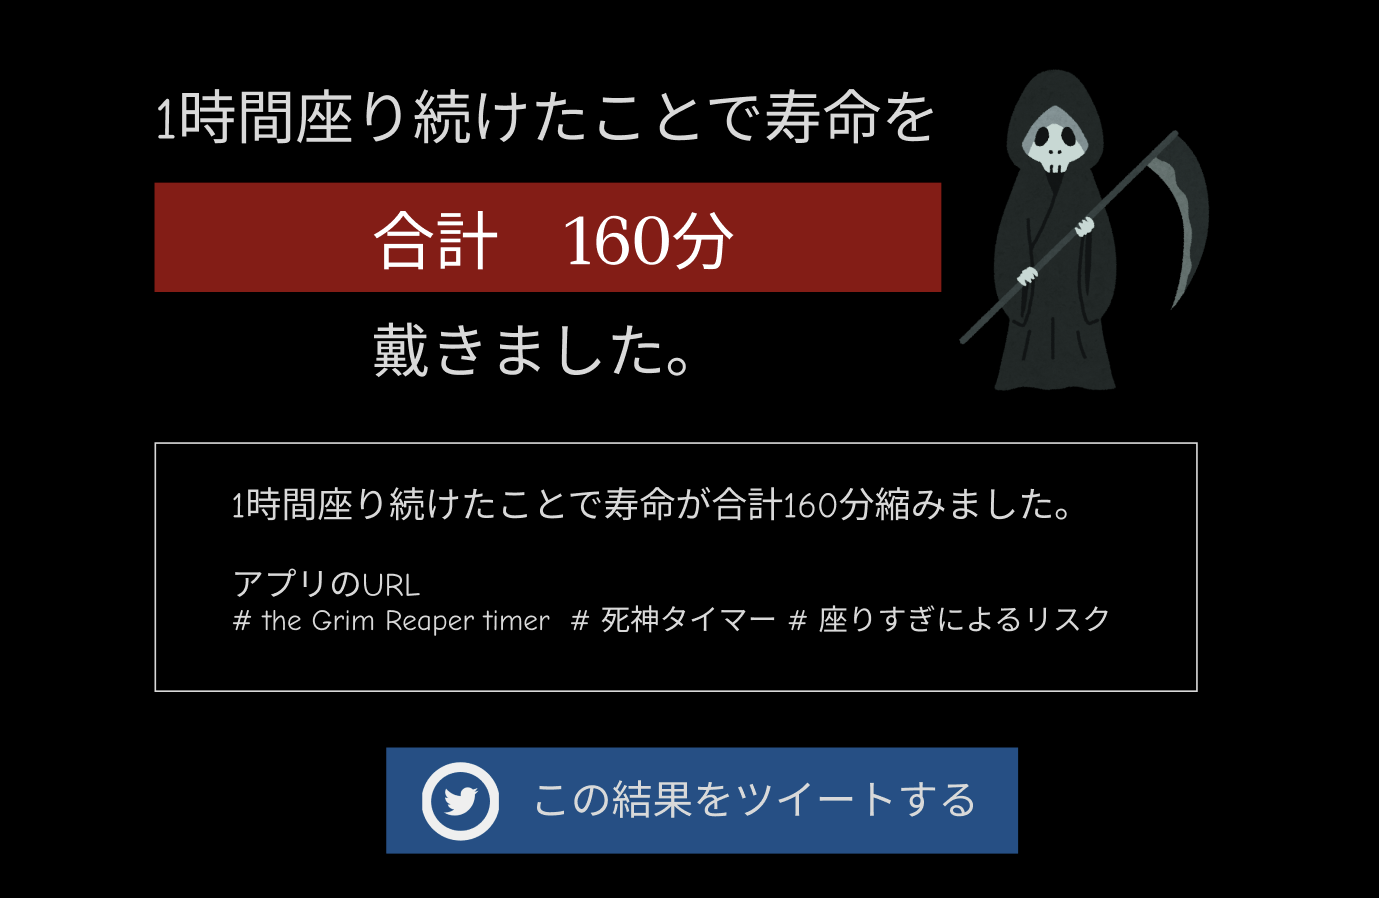 1時間座り続けたことで寿命を
合計　160分
戴きました。
1時間座り続けたことで寿命が合計160分縮みました。
アプリのURL
# the Grim Reaper timer  # 死神タイマー # 座りすぎによるリスク
この結果をツイートする